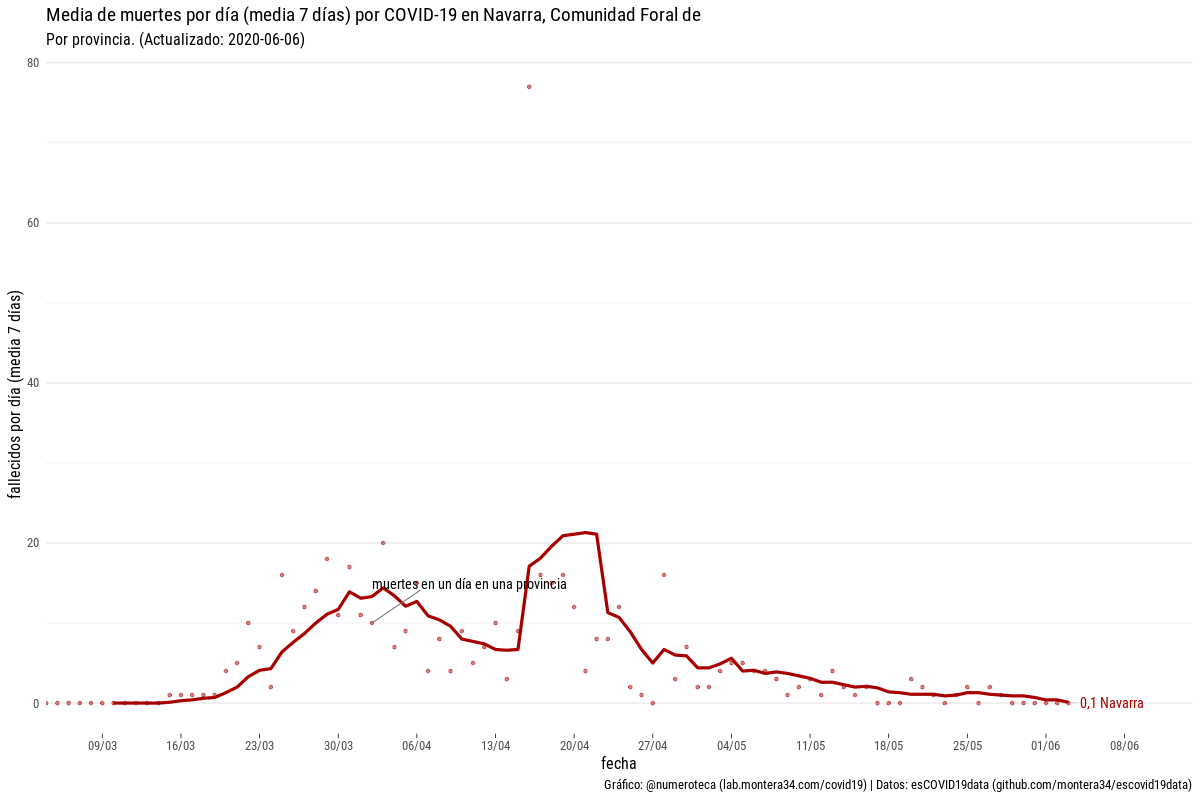 Media de muertes por día (media 7 días) por COVID-19 en Navarra, Comunidad Foral de
Por provincia. (Actualizado: 2020-06-06)
80
60
40
20
0
fallecidos por día (media 7 días)
muertes en un día en una provincia
0,1 Navarra
09/03 16/03 23/03 30/03 06/04 13/04 20/04 27/04 04/05 11/05 18/05 25/05 01/06 08/06
fecha
Gráfico: @numeroteca (lab.montera34.com/covid19) | Datos: esCOVID19data (github.com/montera34/escovid19data)